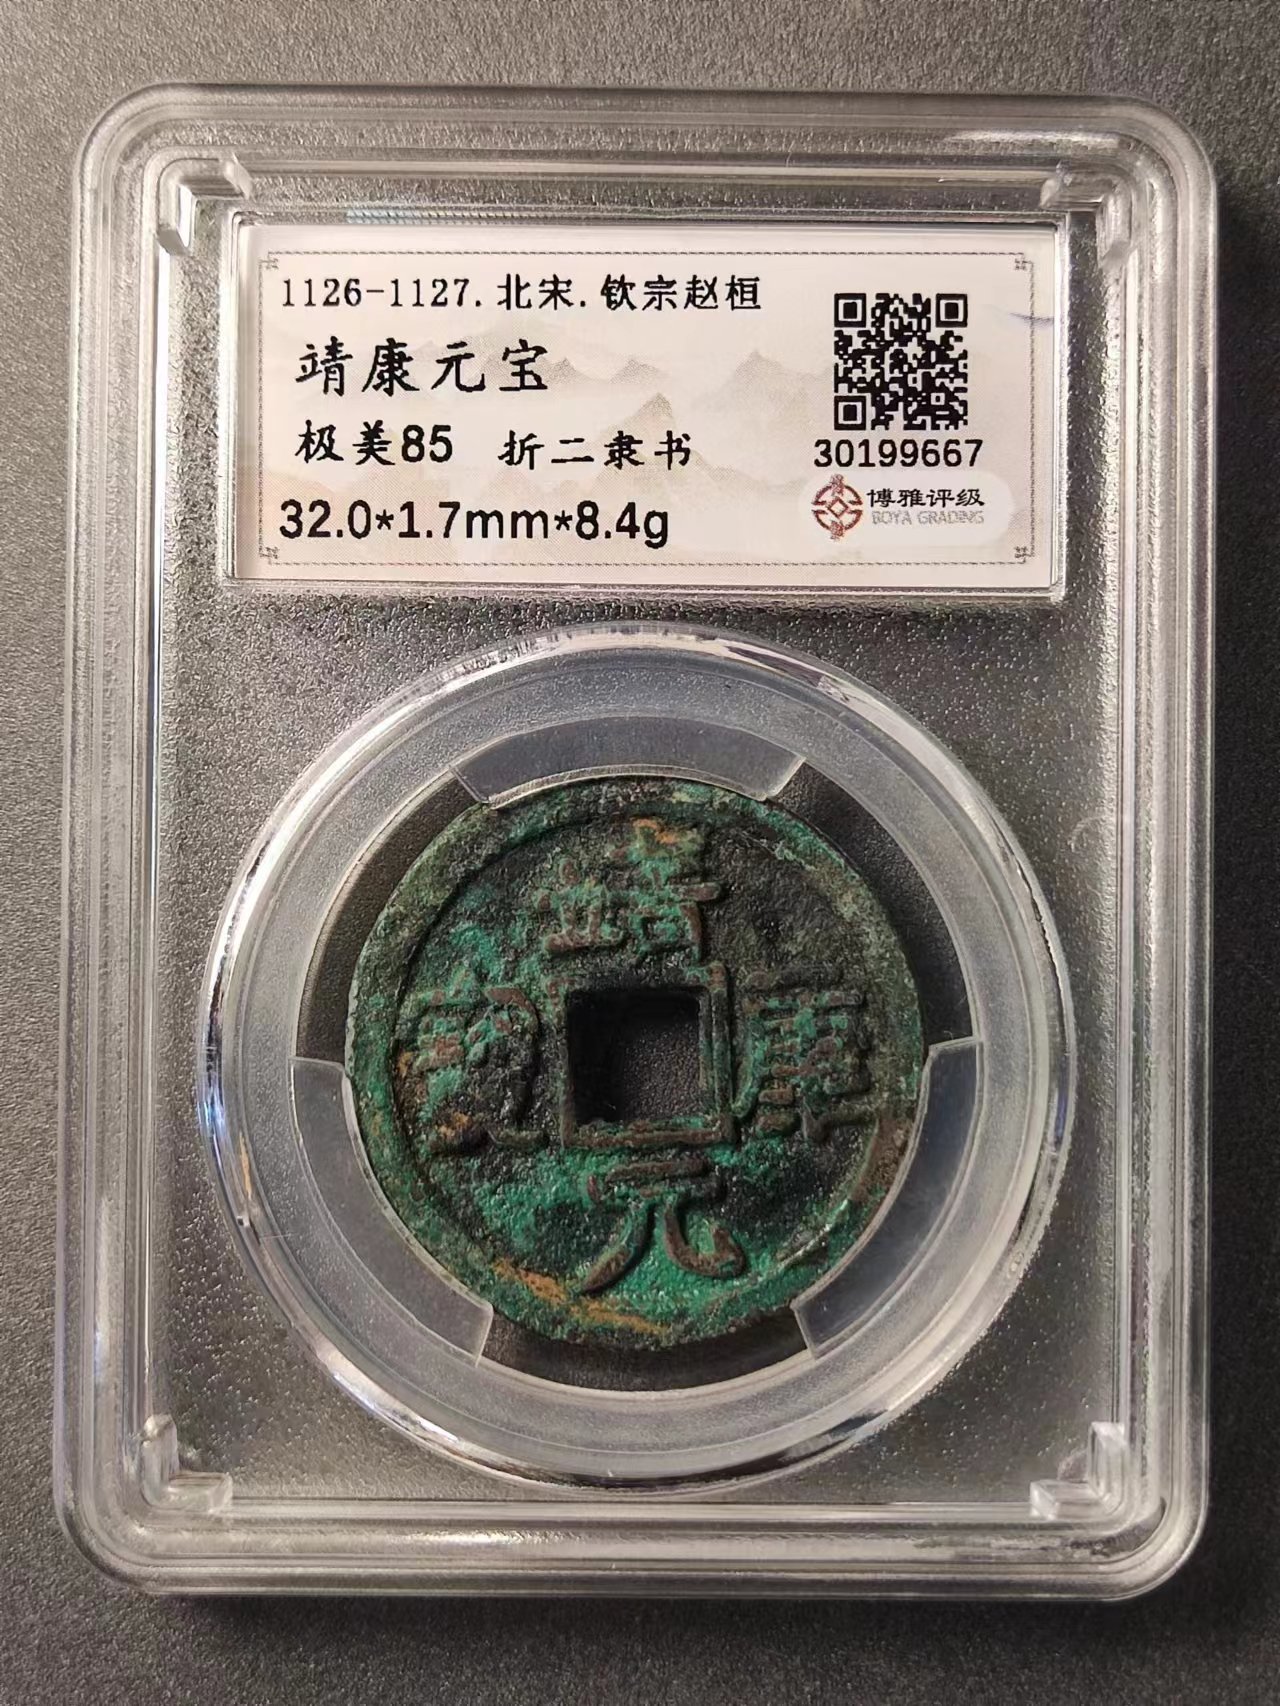 1126-1127.北宋.钦宗赵桓
靖康元宝
极美85 折二隶书
32.0*1.7mm*8.4g
30199667
博雅评级
BOYA GRADING
靖
康
元
寳